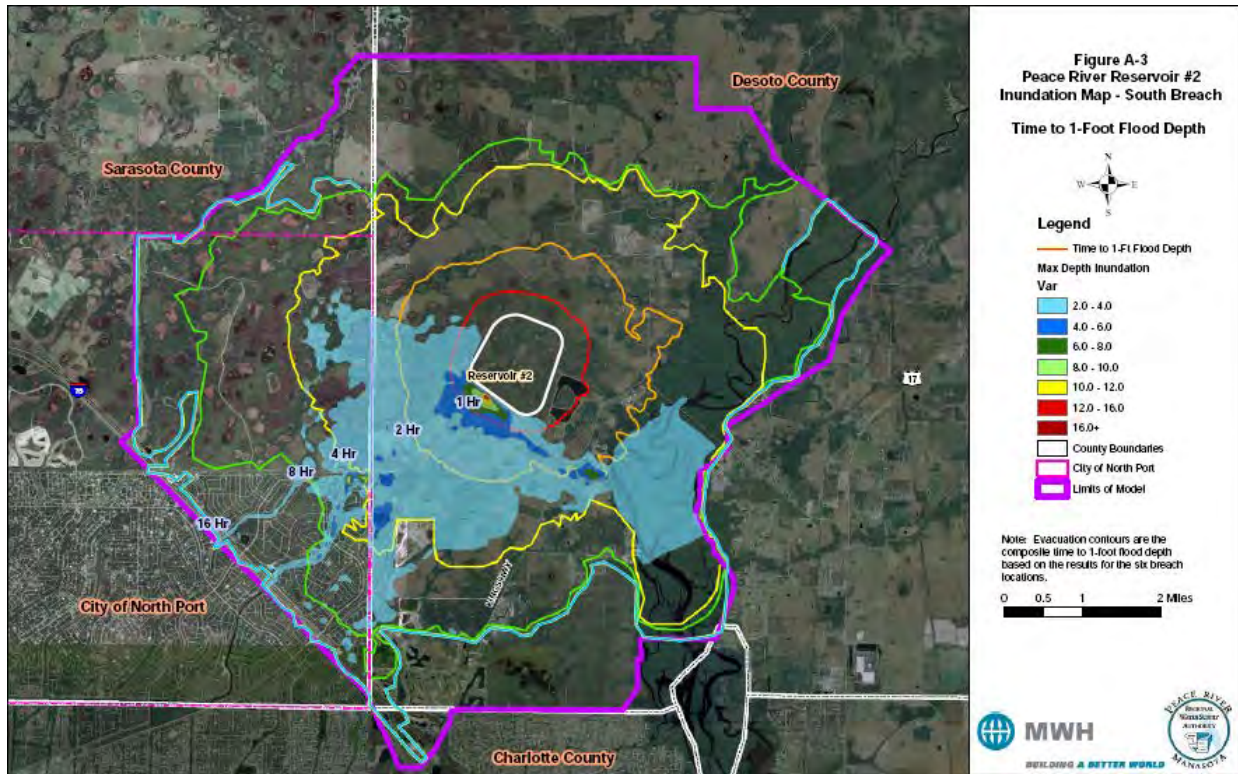 Figure A-3
Peace River Reservoir #2
Inundation Map - South Breach
Time to 1-Foot Flood Depth
N
W E
S
Legend
Time to 1-Ft Flood Depth
Max Depth Inundation
Var
2.0 - 4.0
4.0 - 6.0
6.0 - 8.0
8.0 - 10.0
10.0 - 12.0
12.0 - 16.0
16.0+
County Boundaries
City of North Port
Limits of Model
Note: Evacuation contours are the
composite time to 1-foot flood depth
based on the results for the six breach
locations.
0 0.5 1 2 Miles
MWH
BUILDING A BETTER WORLD
PEACE RIVER
REGIONAL
WATER SUPPLY
AUTHORITY
MANASOTA
Desoto County
Sarasota County
75
17
Reservoir #2
1 Hr
2 Hr
4 Hr
8 Hr
16 Hr
City of North Port
KINGS HWY
Charlotte County